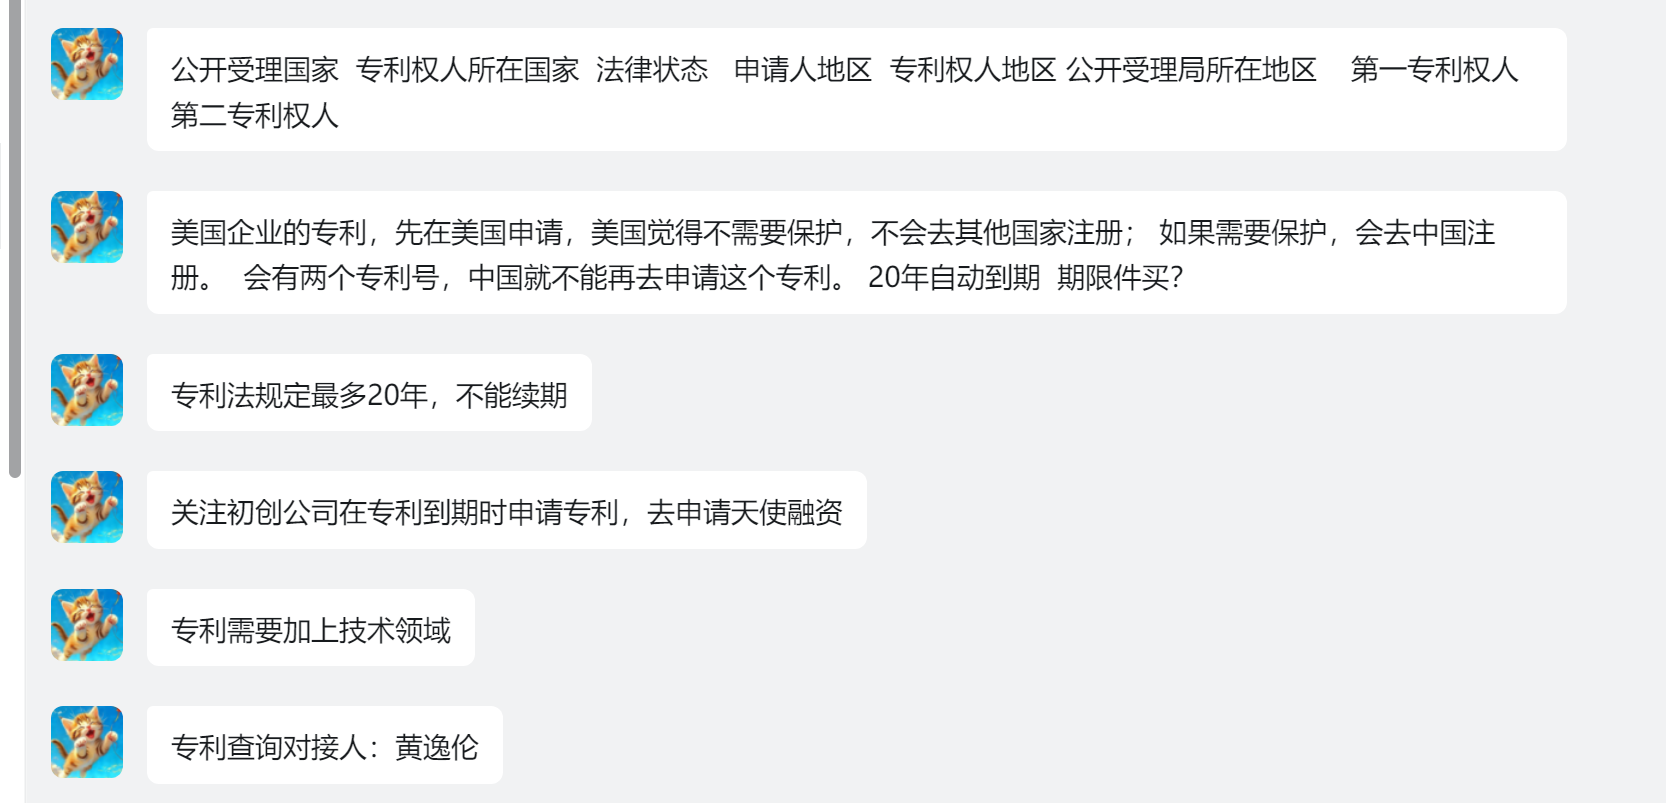 公开受理国家  专利权人所在国家  法律状态   申请人地区  专利权人地区 公开受理局所在地区    第一专利权人
第二专利权人
美国企业的专利，先在美国申请，美国觉得不需要保护，不会去其他国家注册； 如果需要保护，会去中国注
册。  会有两个专利号，中国就不能再去申请这个专利。 20年自动到期  期限件买？
专利法规定最多20年，不能续期
关注初创公司在专利到期时申请专利，去申请天使融资
专利需要加上技术领域
专利查询对接人：黄逸伦